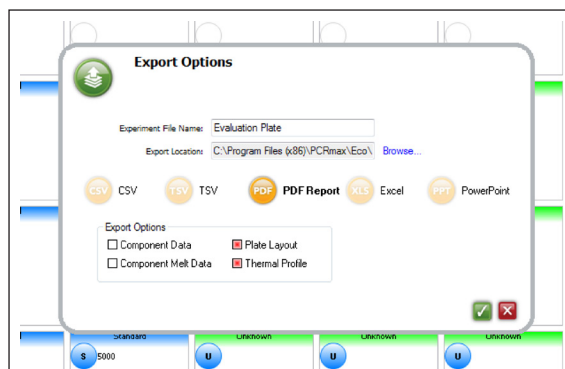 Export Options
Experiment File Name: Evaluation Plate
Export Location: C:\Program Files (x86)\PCRmax\Eco\ Browse...
CSV CSV TSV TSV PDF PDF Report XLS Excel PPT PowerPoint
Export Options
Component Data Plate Layout
Component Melt Data Thermal Profile
Standard Unknown Unknown Unknown
S 5000 U U U